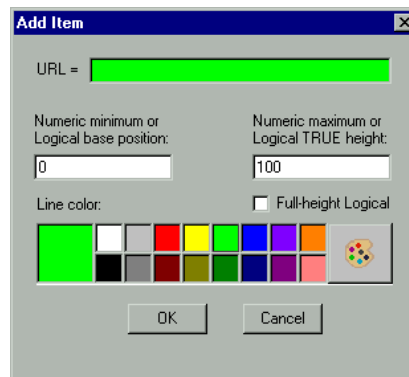 Add Item
URL =
Numeric minimum or
Logical base position:
Numeric maximum or
Logical TRUE height:
0
100
Line color:
Full-height Logical
OK
Cancel